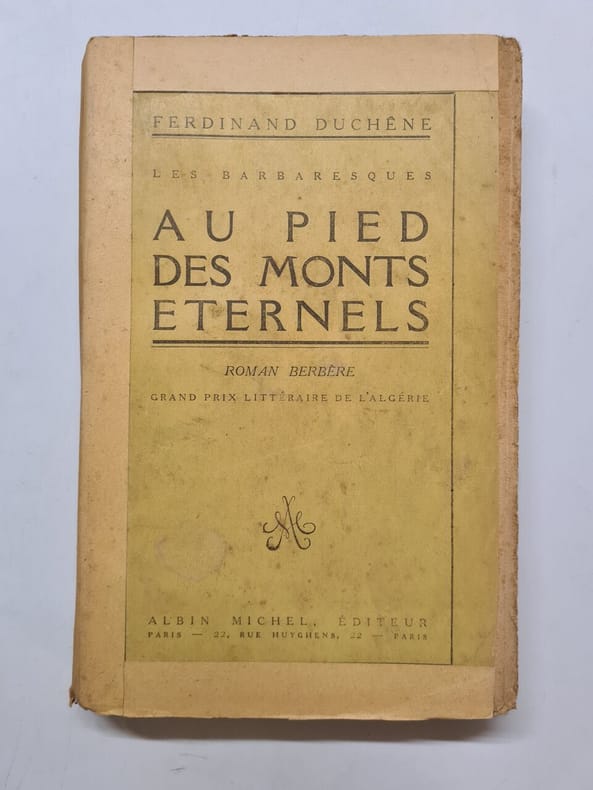 FERDINAND DUCHÊNE
LES BARBARESQUES
AU PIED
DES MONTS
ETERNELS
ROMAN BERBÈRE
GRAND PRIX LITTÉRAIRE DE L'ALGÉRIE
AM
ALBIN MICHEL, ÉDITEUR
PARIS — 22, RUE HUYGHENS, 22 — PARIS